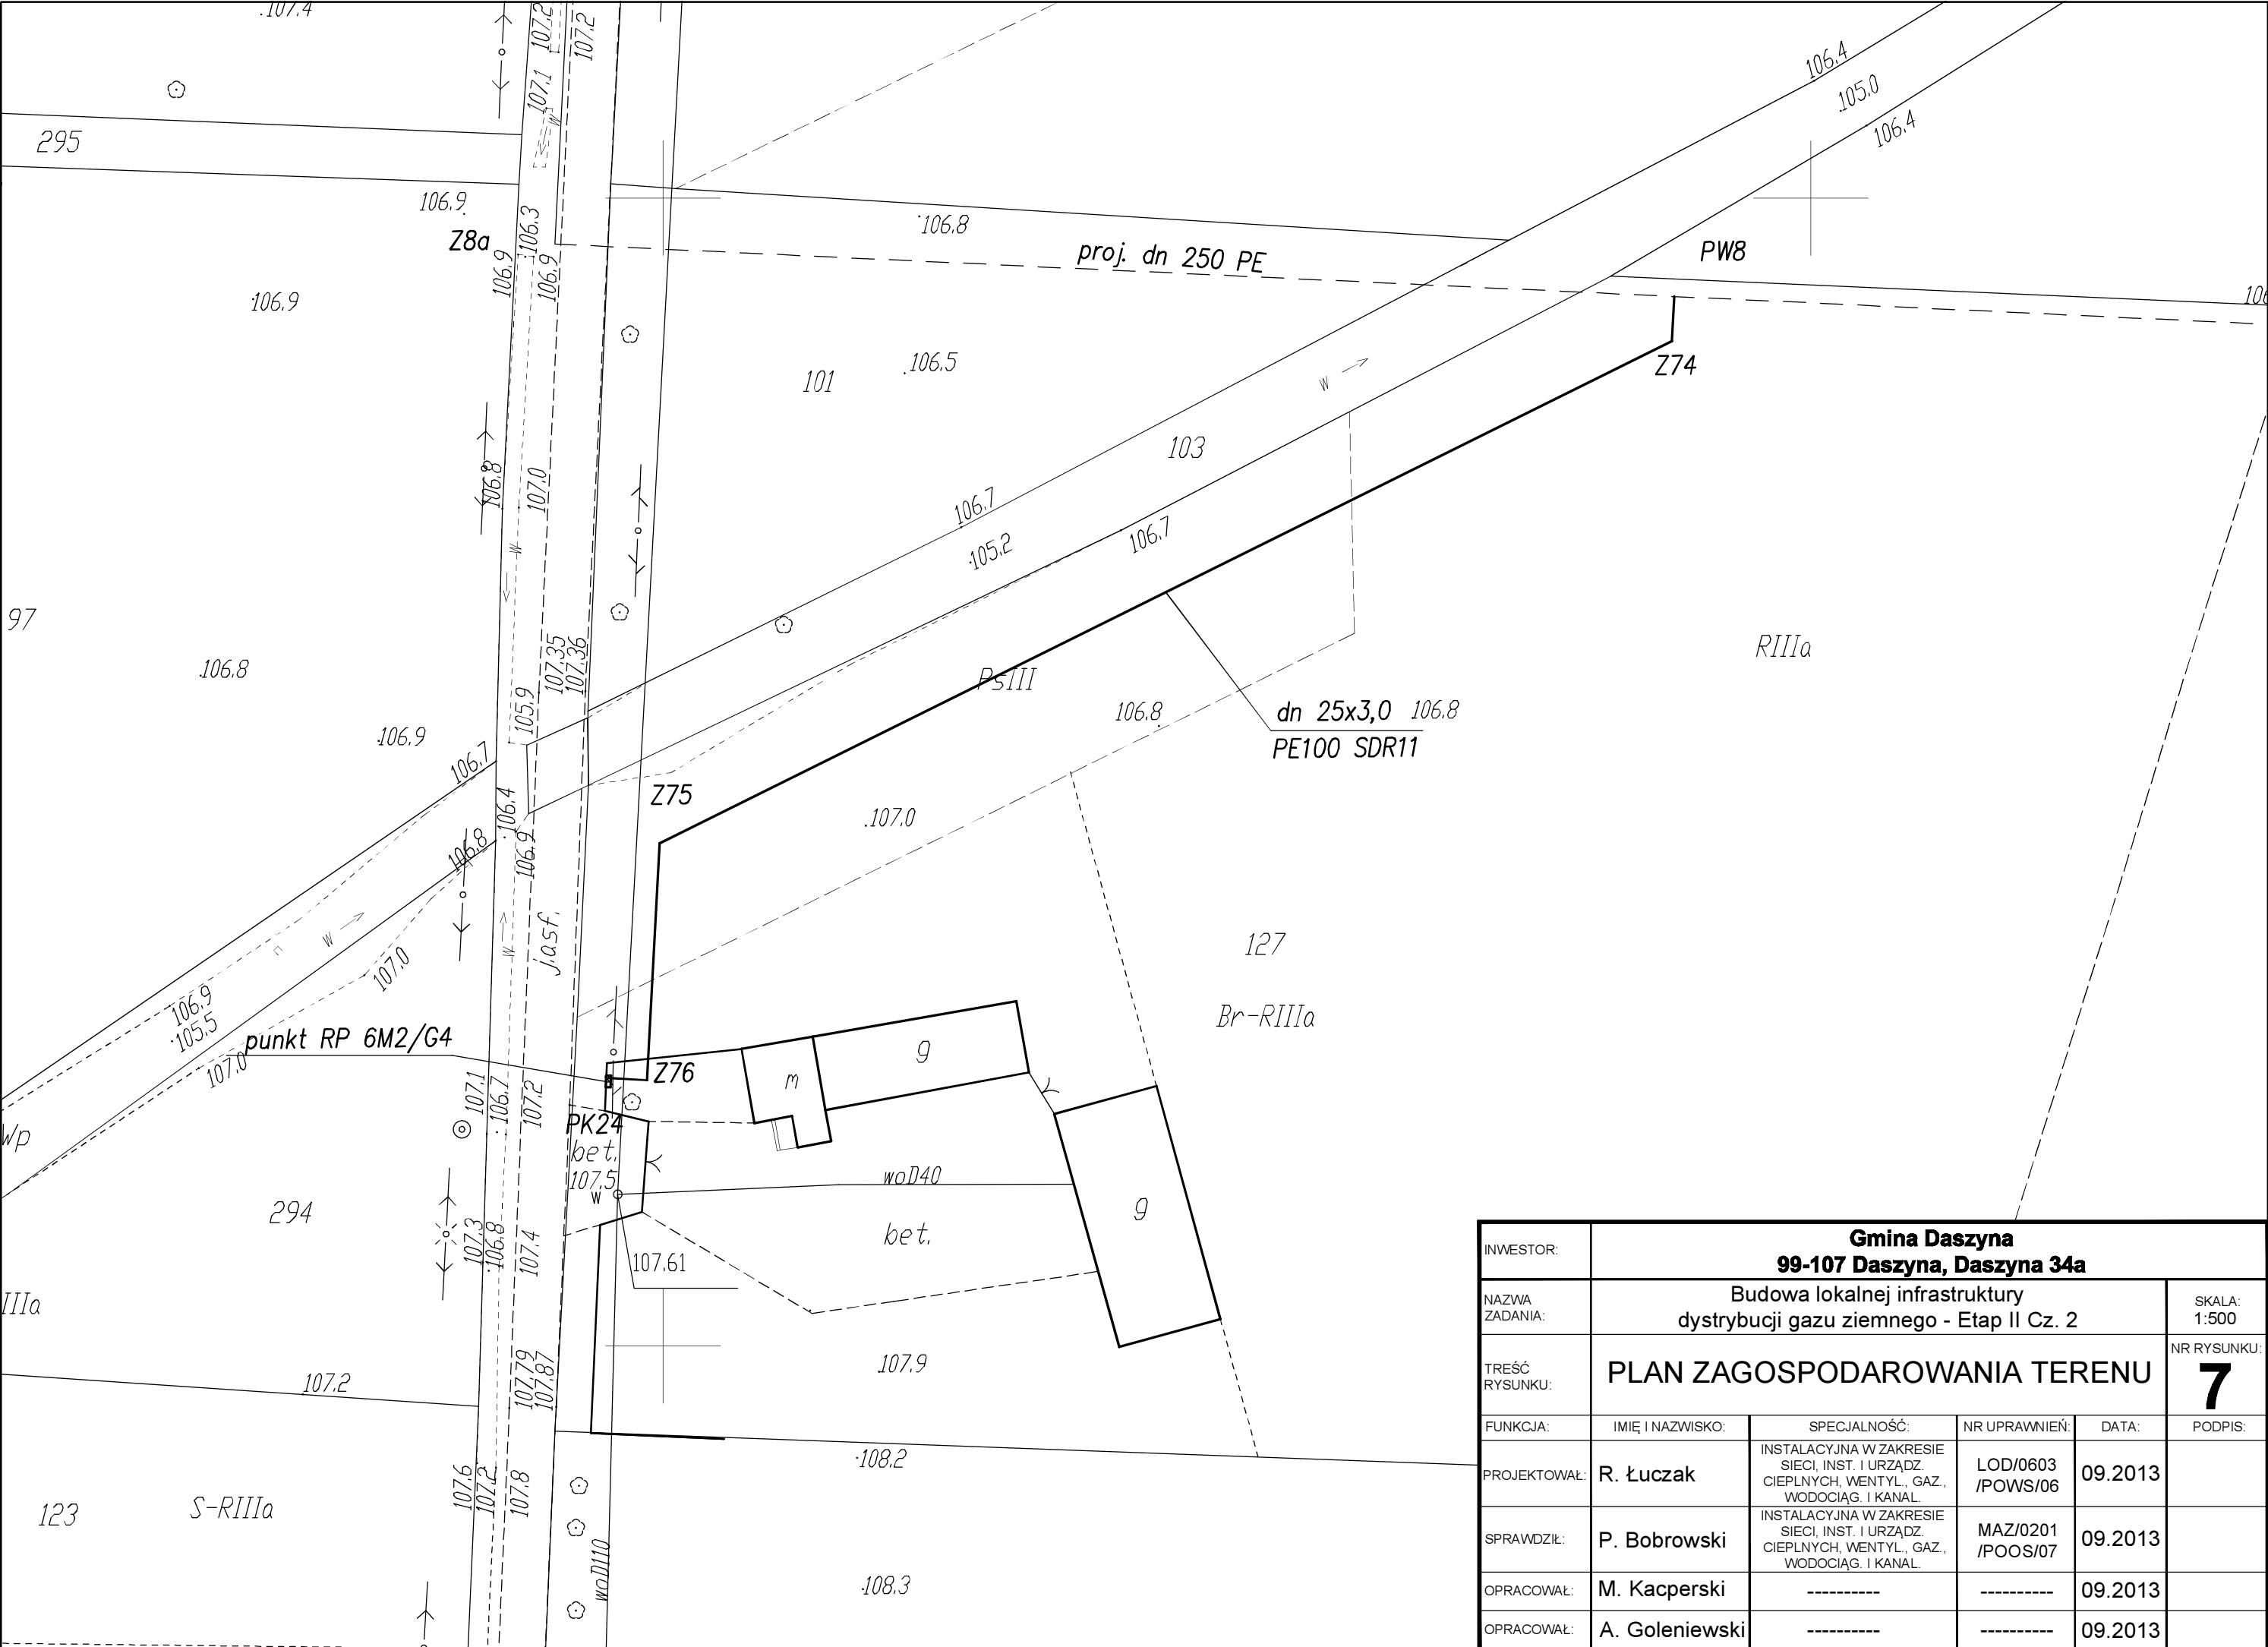 .107.4
107.2
107.2
107.1
W
295
106.9
106.3
Z8a
106.9
106.9
·106.8
proj. dn 250 PE
PW8
106.4
105.0
106.4
·106.9
101
.106.5
Z74
W
103
106.8
107.0
106.7
·105.2
106.7
W
97
107.35
107.36
.106.8
105.9
PsIII
RIIIa
·106.9
106.8
dn 25x3,0 106.8
PE100 SDR11
106.7
·106.4
Z75
.107.0
106.8
106.9
j.asf.
W
W
127
107.0
106.9
·105.5
Br-RIIIa
punkt RP 6M2/G4
107.0
Z76
m
g
107.1
·106.7
107.2
PK24
bet.
107.5
W
Wp
woD40
g
294
bet.
107.3
·106.8
107.4
107.61
IIIa
107.79
107.87
107.2
107.9
·108.2
107.6
107.2
107.8
123
S-RIIIa
woD110
·108.3
INWESTOR:
Gmina Daszyna
99-107 Daszyna, Daszyna 34a
NAZWA
ZADANIA:
Budowa lokalnej infrastruktury
dystrybucji gazu ziemnego - Etap II Cz. 2
SKALA:
1:500
TREŚĆ
RYSUNKU:
PLAN ZAGOSPODAROWANIA TERENU
NR RYSUNKU:
7
FUNKCJA: IMIĘ I NAZWISKO: SPECJALNOŚĆ: NR UPRAWNIEŃ: DATA: PODPIS:
PROJEKTOWAŁ: R. Łuczak
INSTALACYJNA W ZAKRESIE
SIECI, INST. I URZĄDZ.
CIEPLNYCH, WENTYL., GAZ.,
WODOCIĄG. I KANAL.
LOD/0603
/POWS/06
09.2013
SPRAWDZIŁ: P. Bobrowski
INSTALACYJNA W ZAKRESIE
SIECI, INST. I URZĄDZ.
CIEPLNYCH, WENTYL., GAZ.,
WODOCIĄG. I KANAL.
MAZ/0201
/POOS/07
09.2013
OPRACOWAŁ: M. Kacperski ---------- ---------- 09.2013
OPRACOWAŁ: A. Goleniewski ---------- ---------- 09.2013